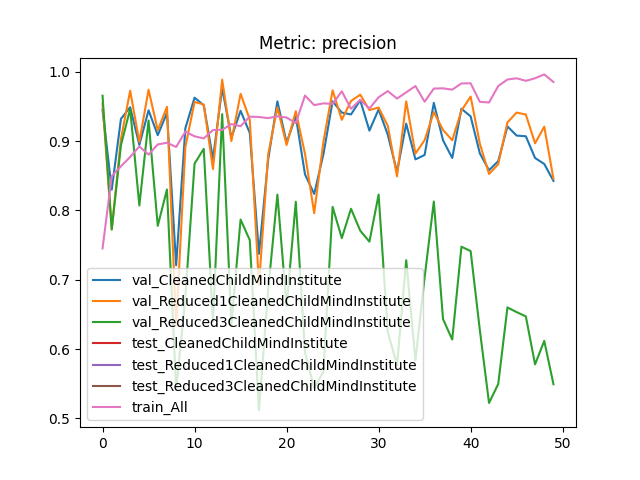 Metric: precision
1.0
0.9
0.8
0.7
0.6
0.5
val_CleanedChildMindInstitute
val_Reduced1CleanedChildMindInstitute
val_Reduced3CleanedChildMindInstitute
test_CleanedChildMindInstitute
test_Reduced1CleanedChildMindInstitute
test_Reduced3CleanedChildMindInstitute
train_All
0 10 20 30 40 50